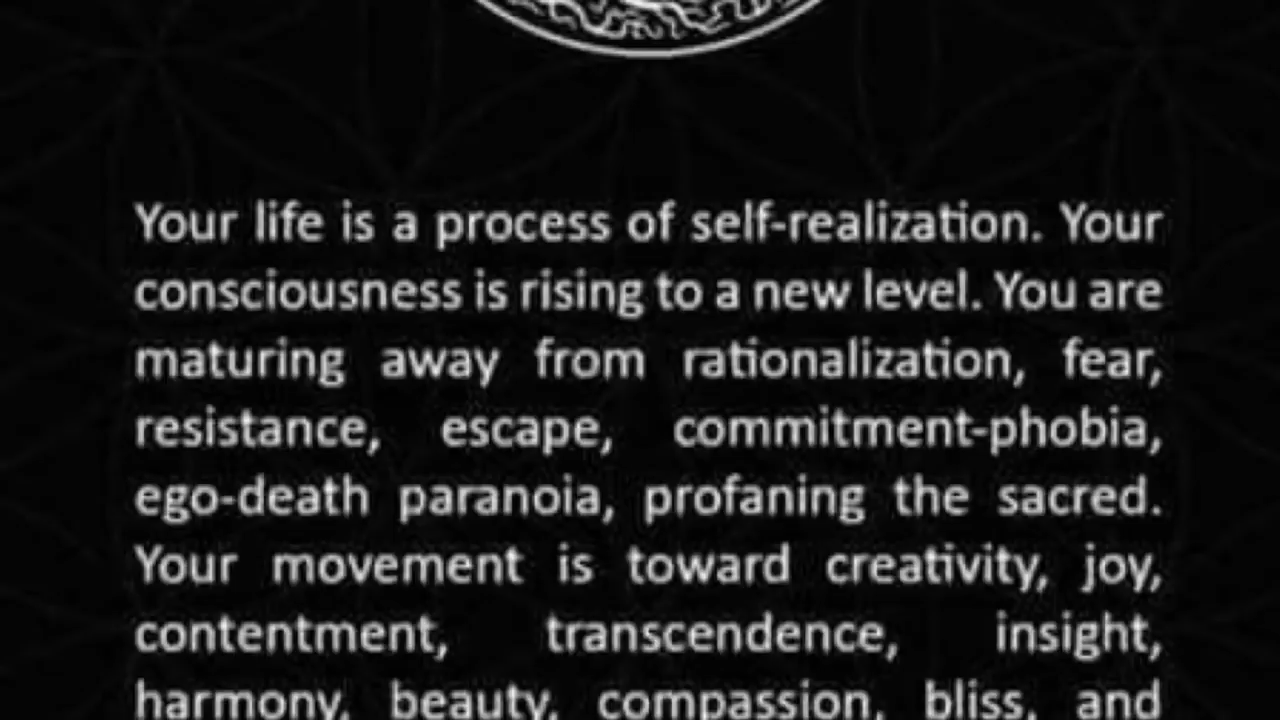 Your life is a process of self-realization. Your
consciousness is rising to a new level. You are
maturing away from rationalization, fear,
resistance, escape, commitment-phobia,
ego-death paranoia, profaning the sacred.
Your movement is toward creativity, joy,
contentment, transcendence, insight,
harmony, beauty, compassion, bliss, and